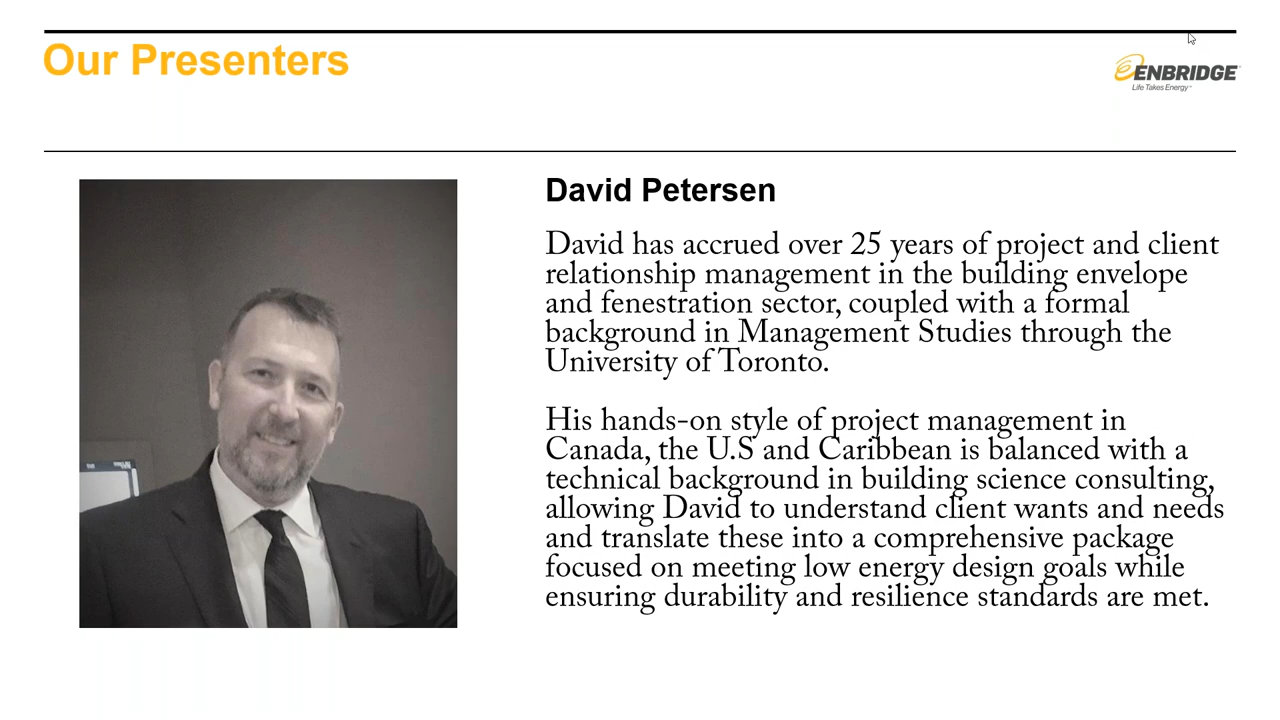 Our Presenters
ENBRIDGE
Life Takes Energy™
David Petersen
David has accrued over 25 years of project and client
relationship management in the building envelope
and fenestration sector, coupled with a formal
background in Management Studies through the
University of Toronto.
His hands-on style of project management in
Canada, the U.S and Caribbean is balanced with a
technical background in building science consulting,
allowing David to understand client wants and needs
and translate these into a comprehensive package
focused on meeting low energy design goals while
ensuring durability and resilience standards are met.